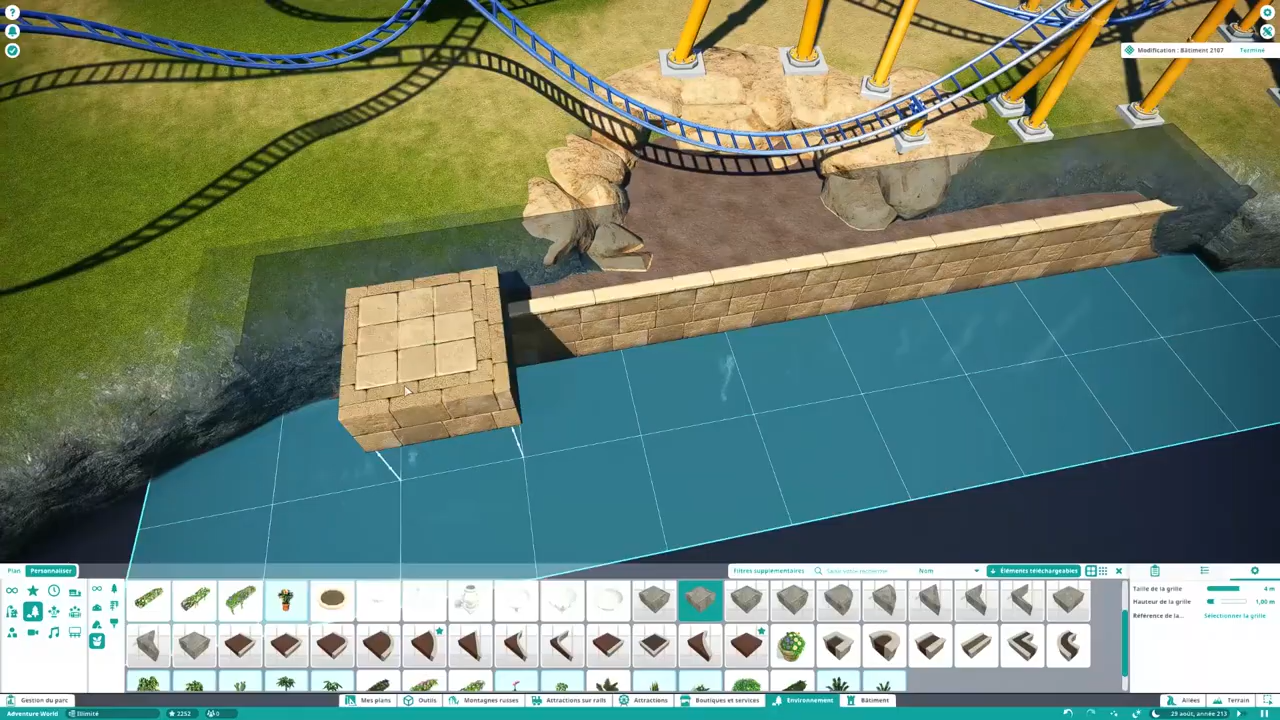 Modification : Bâtiment 2107 Terminé
Plan Personnaliser
Filtres supplémentaires Nom Éléments téléchargeables
Taille de la grille 4 m
Hauteur de la grille 1,00 m
Référence de la... Sélectionner la grille
Gestion du parc Mes plans Outils Montagnes russes Attractions sur rails Attractions Boutiques et services Environnement Bâtiment Allées Terrain
Adventure World Illimité 2252 0 29 août, année 213